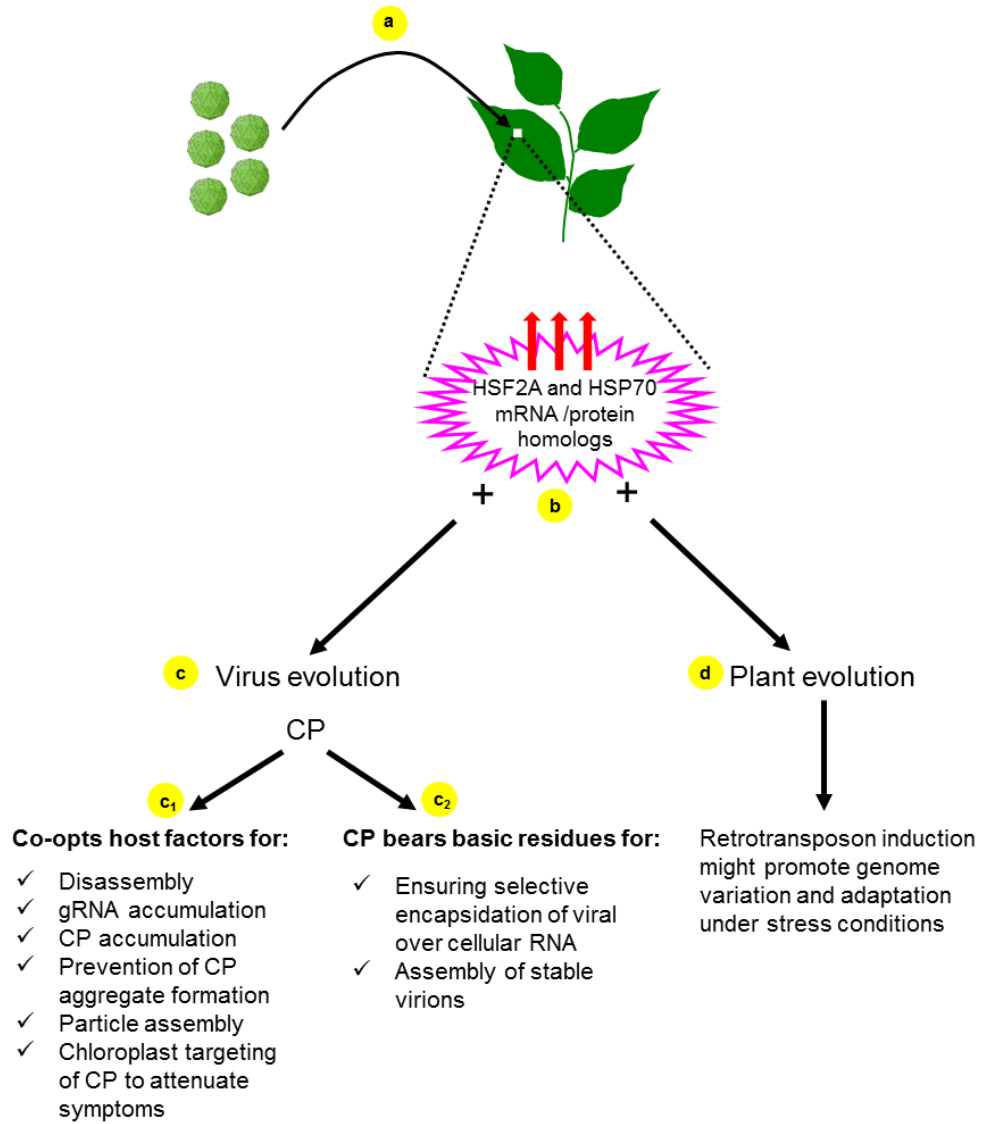 a
HSF2A and HSP70
mRNA /protein
homologs
+ +
b
c Virus evolution
CP
c₁
Co-opts host factors for:
✓ Disassembly
✓ gRNA accumulation
✓ CP accumulation
✓ Prevention of CP
aggregate formation
✓ Particle assembly
✓ Chloroplast targeting
of CP to attenuate
symptoms
c₂
CP bears basic residues for:
✓ Ensuring selective
encapsidation of viral
over cellular RNA
✓ Assembly of stable
virions
d Plant evolution
Retrotransposon induction
might promote genome
variation and adaptation
under stress conditions